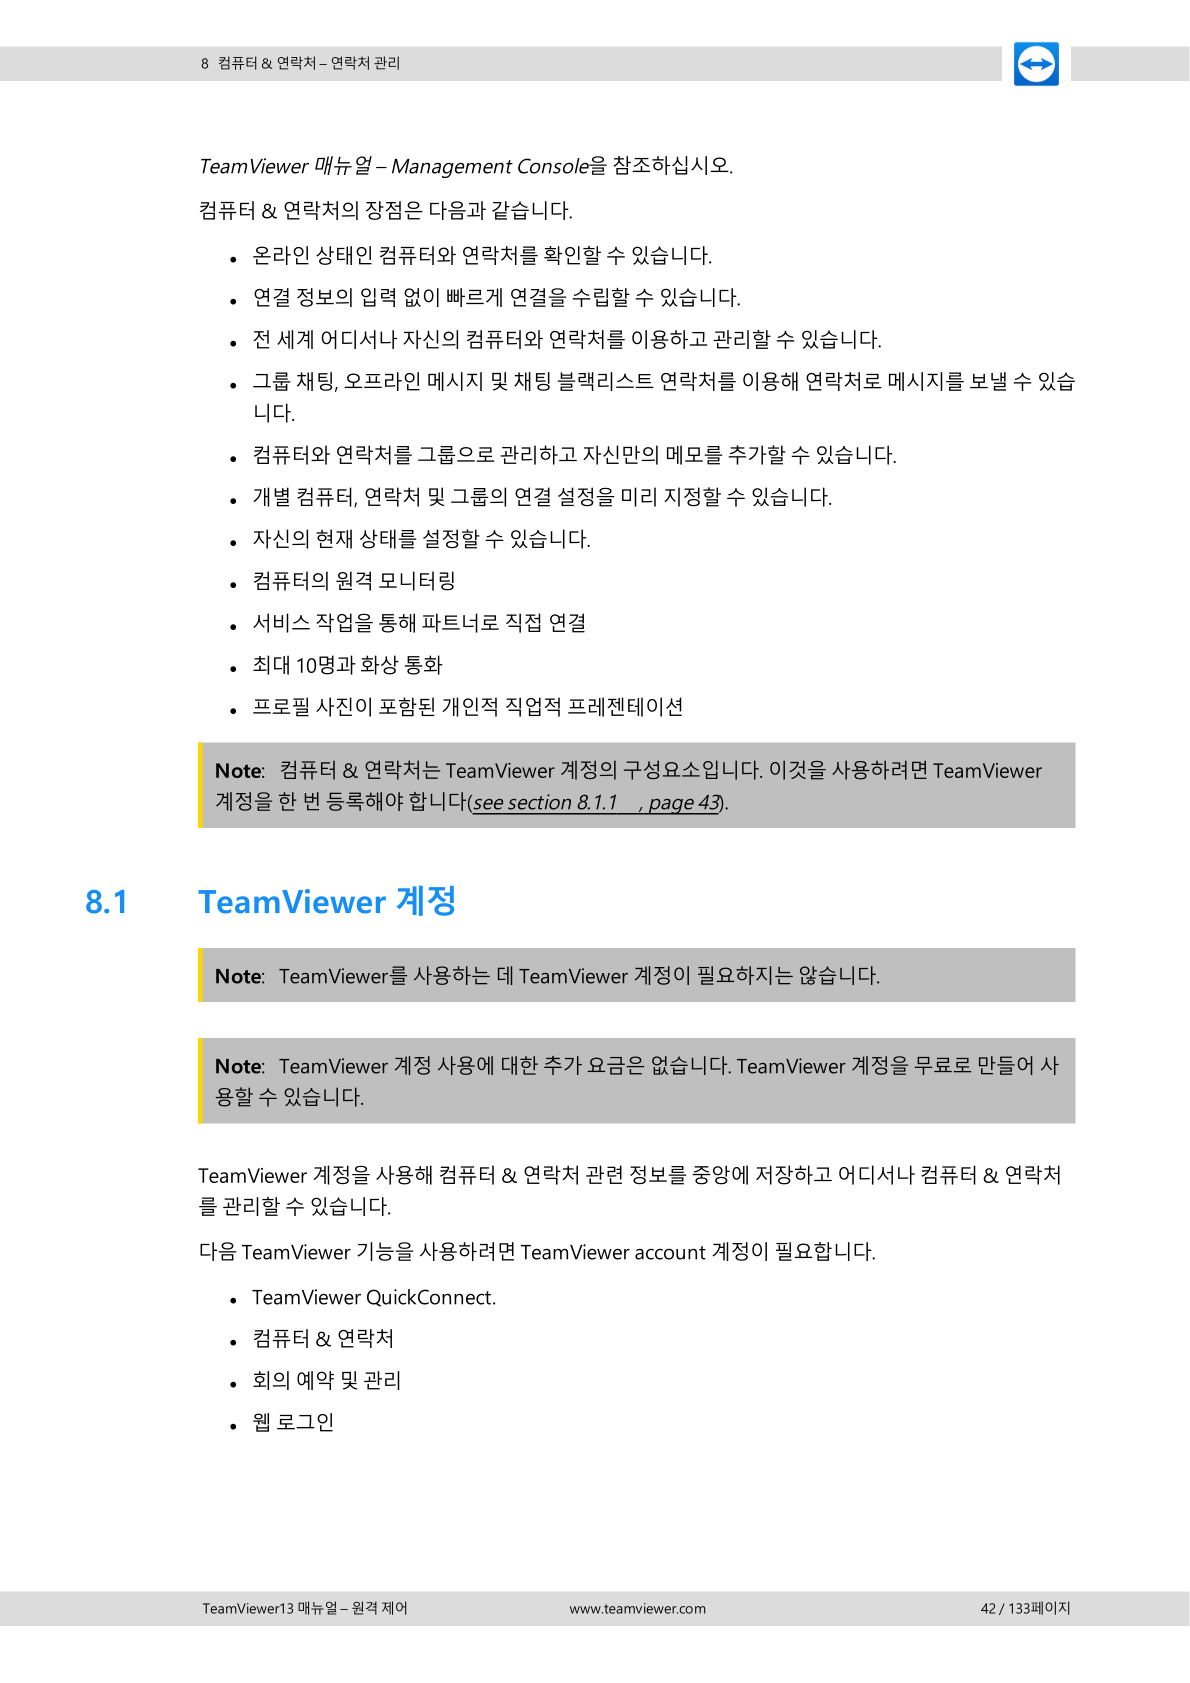 8 컴퓨터 & 연락처 – 연락처 관리
TeamViewer 매뉴얼 – Management Console을 참조하십시오.
컴퓨터 & 연락처의 장점은 다음과 같습니다.
• 온라인 상태인 컴퓨터와 연락처를 확인할 수 있습니다.
• 연결 정보의 입력 없이 빠르게 연결을 수립할 수 있습니다.
• 전 세계 어디서나 자신의 컴퓨터와 연락처를 이용하고 관리할 수 있습니다.
• 그룹 채팅, 오프라인 메시지 및 채팅 블랙리스트 연락처를 이용해 연락처로 메시지를 보낼 수 있습
니다.
• 컴퓨터와 연락처를 그룹으로 관리하고 자신만의 메모를 추가할 수 있습니다.
• 개별 컴퓨터, 연락처 및 그룹의 연결 설정을 미리 지정할 수 있습니다.
• 자신의 현재 상태를 설정할 수 있습니다.
• 컴퓨터의 원격 모니터링
• 서비스 작업을 통해 파트너로 직접 연결
• 최대 10명과 화상 통화
• 프로필 사진이 포함된 개인적 직업적 프레젠테이션
Note: 컴퓨터 & 연락처는 TeamViewer 계정의 구성요소입니다. 이것을 사용하려면 TeamViewer
계정을 한 번 등록해야 합니다(see section 8.1.1 , page 43).
8.1 TeamViewer 계정
Note: TeamViewer를 사용하는 데 TeamViewer 계정이 필요하지는 않습니다.
Note: TeamViewer 계정 사용에 대한 추가 요금은 없습니다. TeamViewer 계정을 무료로 만들어 사
용할 수 있습니다.
TeamViewer 계정을 사용해 컴퓨터 & 연락처 관련 정보를 중앙에 저장하고 어디서나 컴퓨터 & 연락처
를 관리할 수 있습니다.
다음 TeamViewer 기능을 사용하려면 TeamViewer account 계정이 필요합니다.
• TeamViewer QuickConnect.
• 컴퓨터 & 연락처
• 회의 예약 및 관리
• 웹 로그인
TeamViewer13 매뉴얼 – 원격 제어 www.teamviewer.com 42 / 133페이지